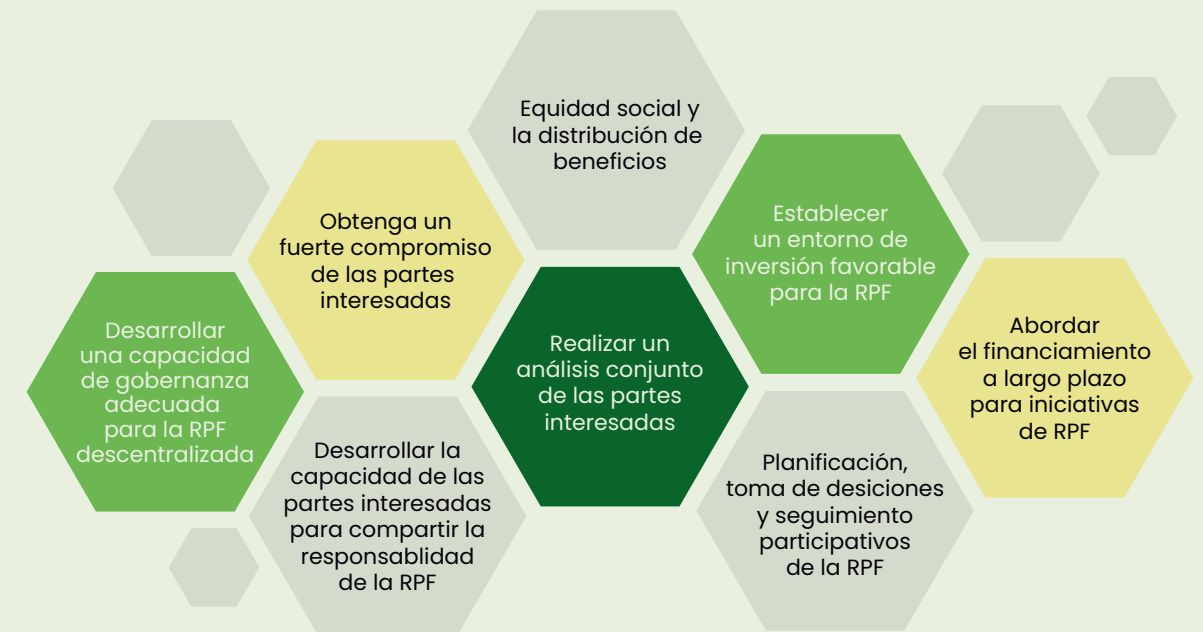 Equidad social y
la distribución de
beneficios
Obtenga un
fuerte compromiso
de las partes
interesadas
Establecer
un entorno de
inversión favorable
para la RPF
Desarrollar
una capacidad
de gobernanza
adecuada
para la RPF
descentralizada
Realizar un
análisis conjunto
de las partes
interesadas
Abordar
el financiamiento
a largo plazo
para iniciativas
de RPF
Desarrollar la
capacidad de las
partes interesadas
para compartir la
responsablidad
de la RPF
Planificación,
toma de desiciones
y seguimiento
participativos
de la RPF